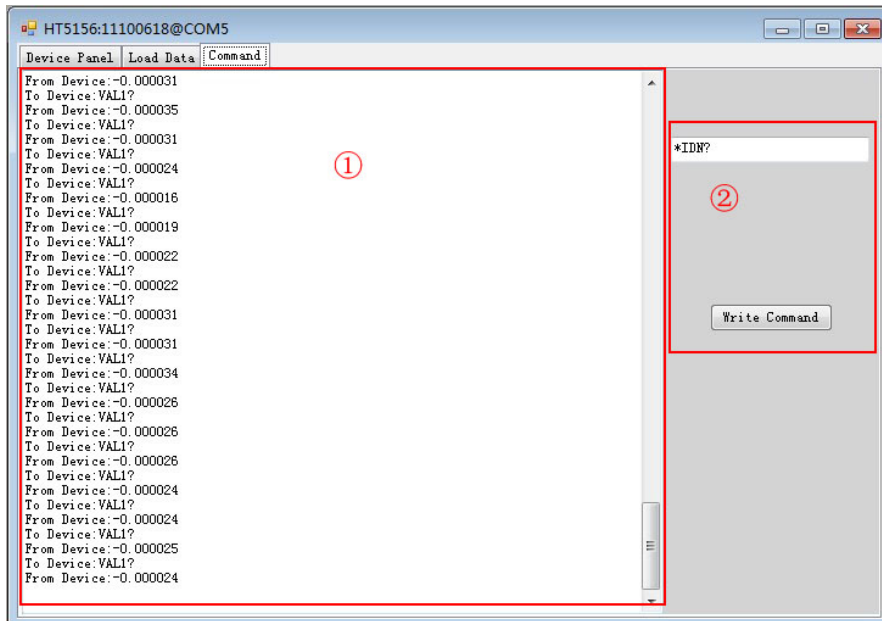 HT5156:11100618@COM5
Device Panel Load Data Command
From Device:-0.000031
To Device:VAL1?
From Device:-0.000035
To Device:VAL1?
From Device:-0.000031
To Device:VAL1?
From Device:-0.000024
To Device:VAL1?
From Device:-0.000016
To Device:VAL1?
From Device:-0.000019
To Device:VAL1?
From Device:-0.000022
To Device:VAL1?
From Device:-0.000022
To Device:VAL1?
From Device:-0.000031
To Device:VAL1?
From Device:-0.000031
To Device:VAL1?
From Device:-0.000034
To Device:VAL1?
From Device:-0.000026
To Device:VAL1?
From Device:-0.000026
To Device:VAL1?
From Device:-0.000026
To Device:VAL1?
From Device:-0.000024
To Device:VAL1?
From Device:-0.000024
To Device:VAL1?
From Device:-0.000025
To Device:VAL1?
From Device:-0.000024
①
*IDN?
②
Write Command